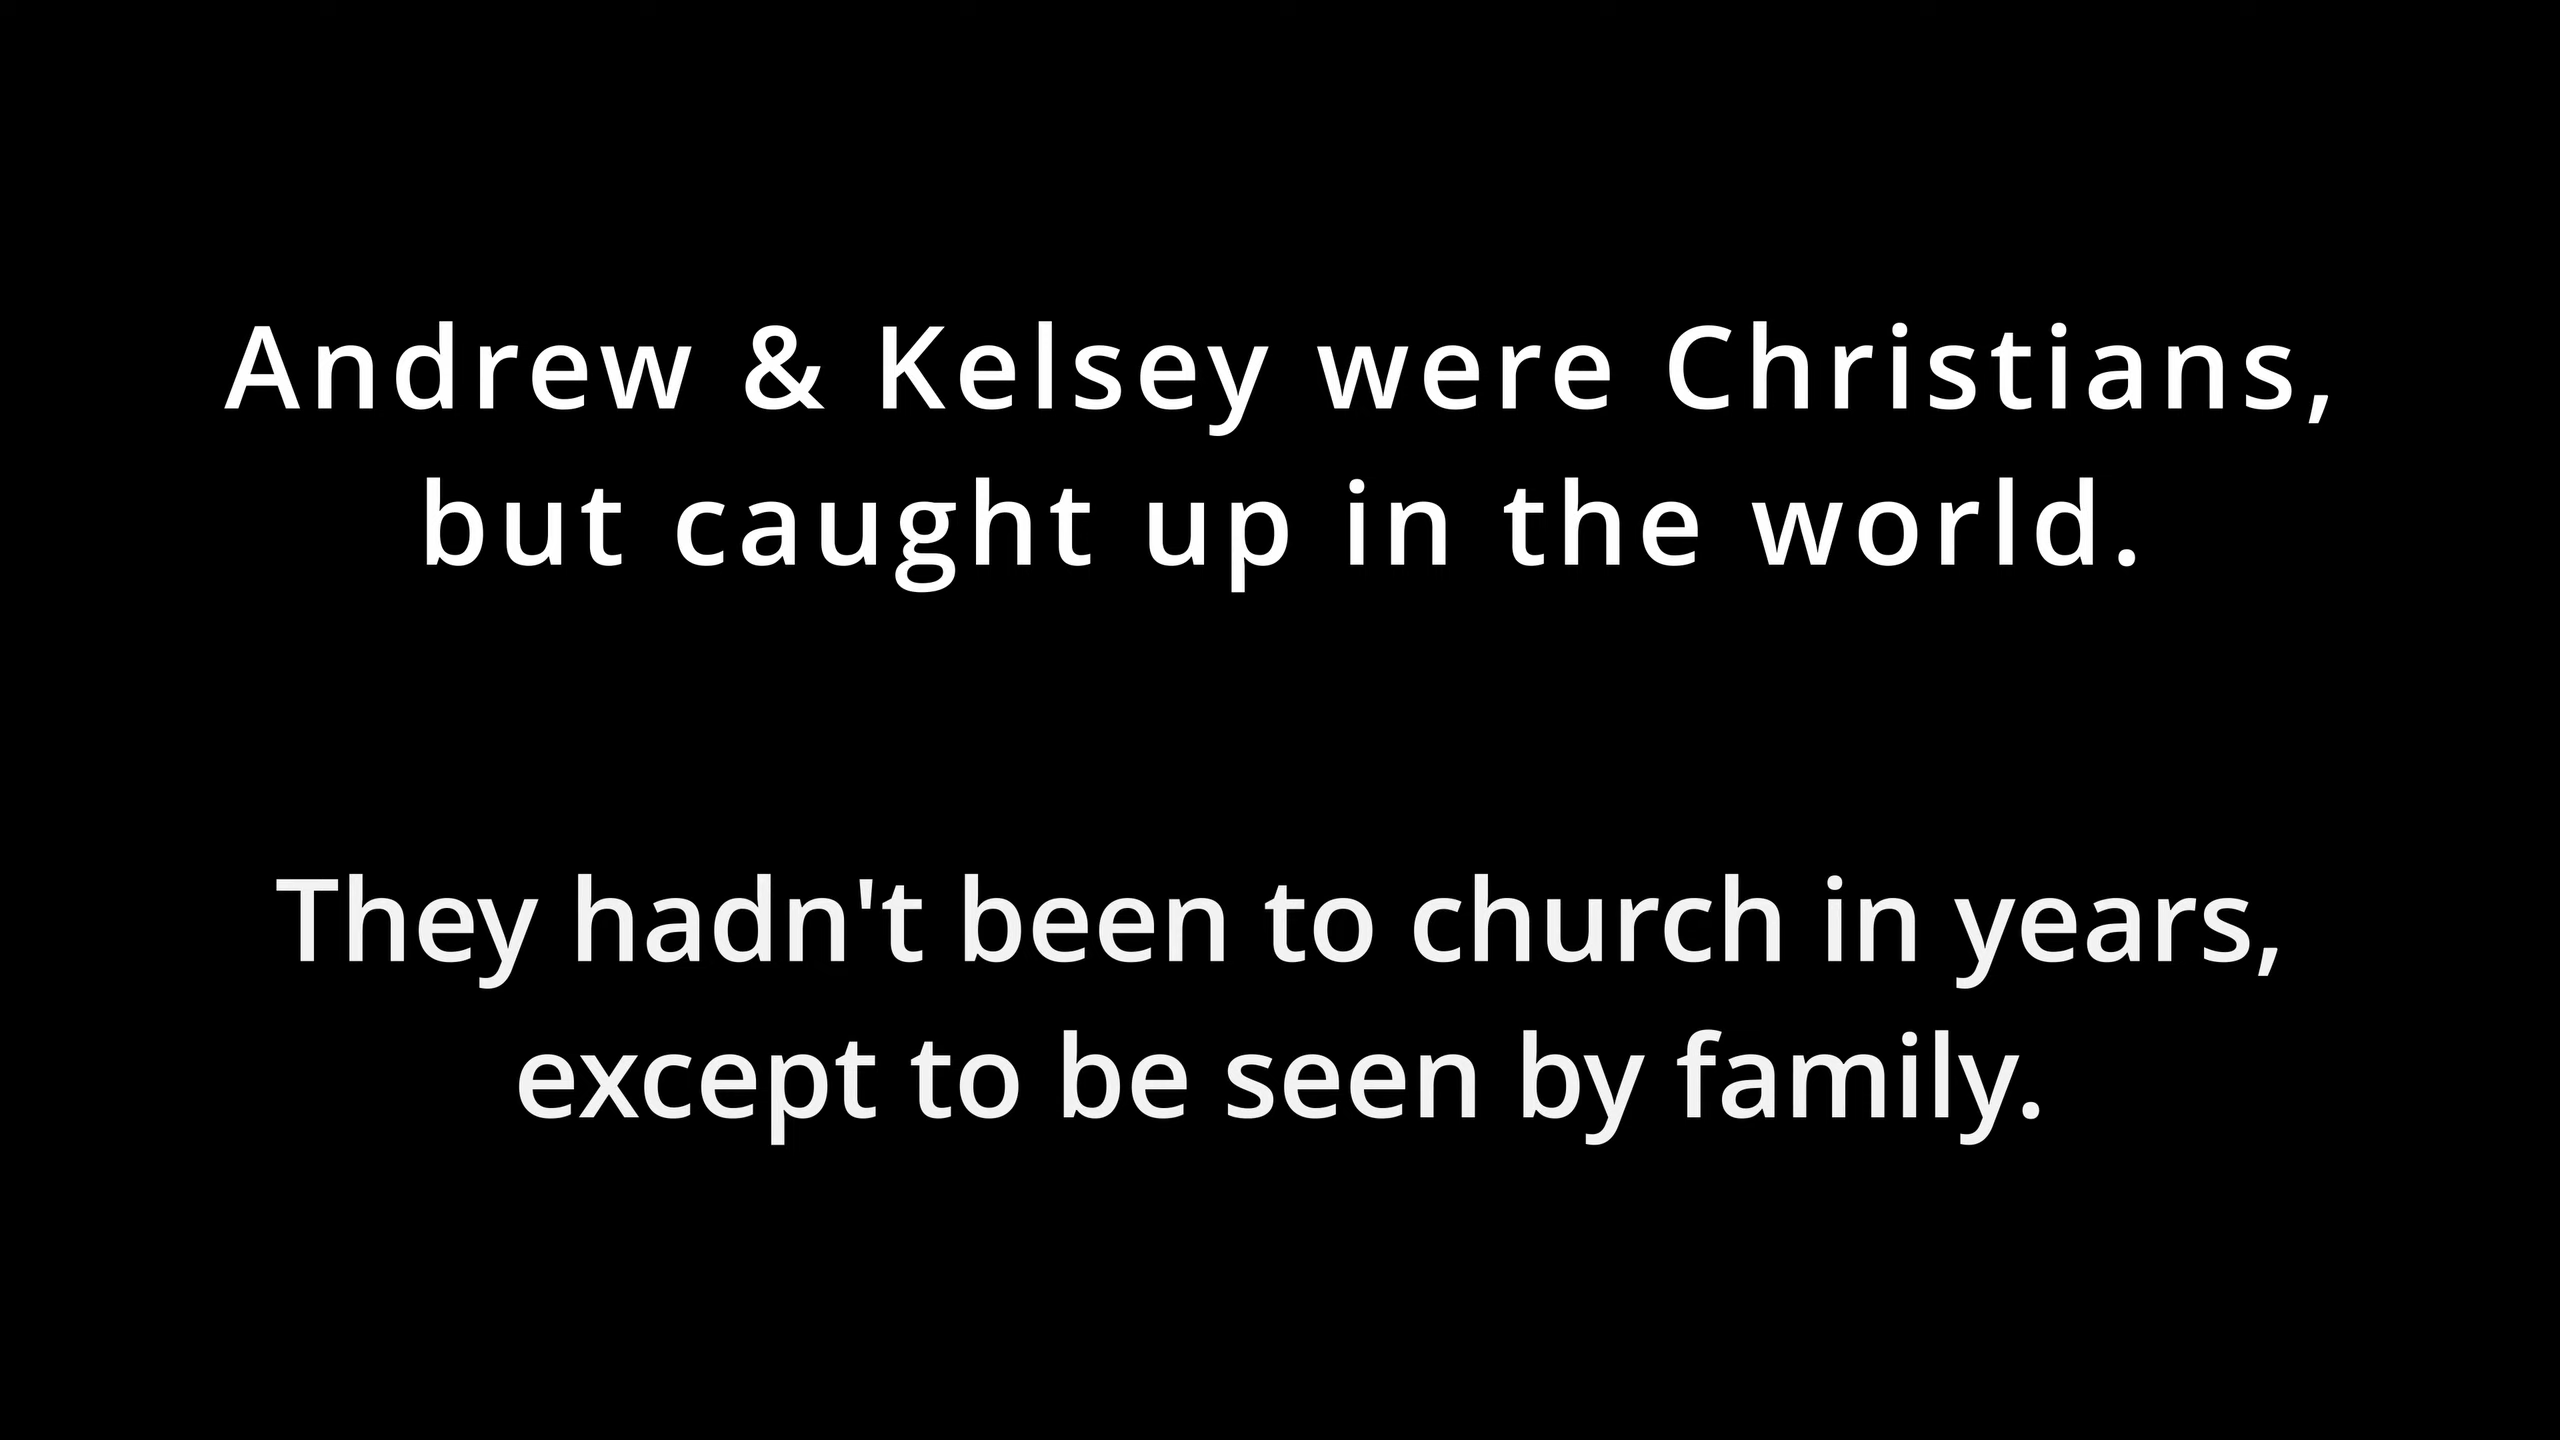 Andrew & Kelsey were Christians,
but caught up in the world.
They hadn't been to church in years,
except to be seen by family.